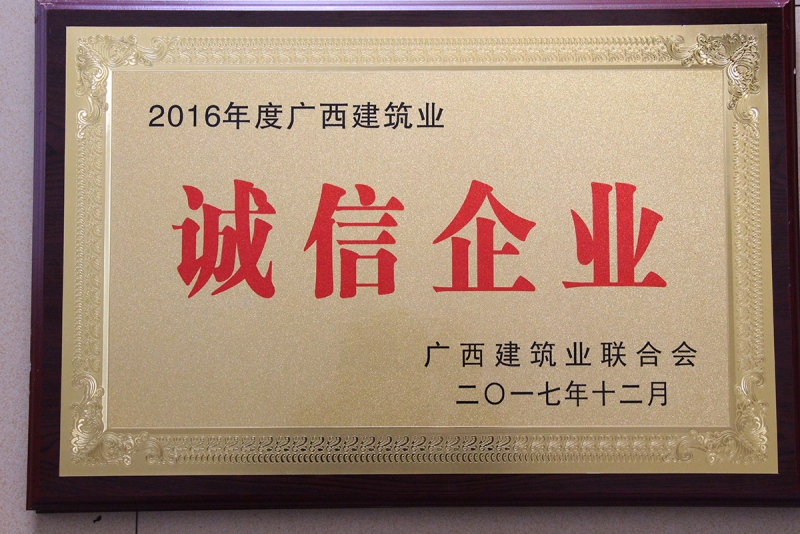 2016年度广西建筑业
诚信企业
广西建筑业联合会
二〇一七年十二月